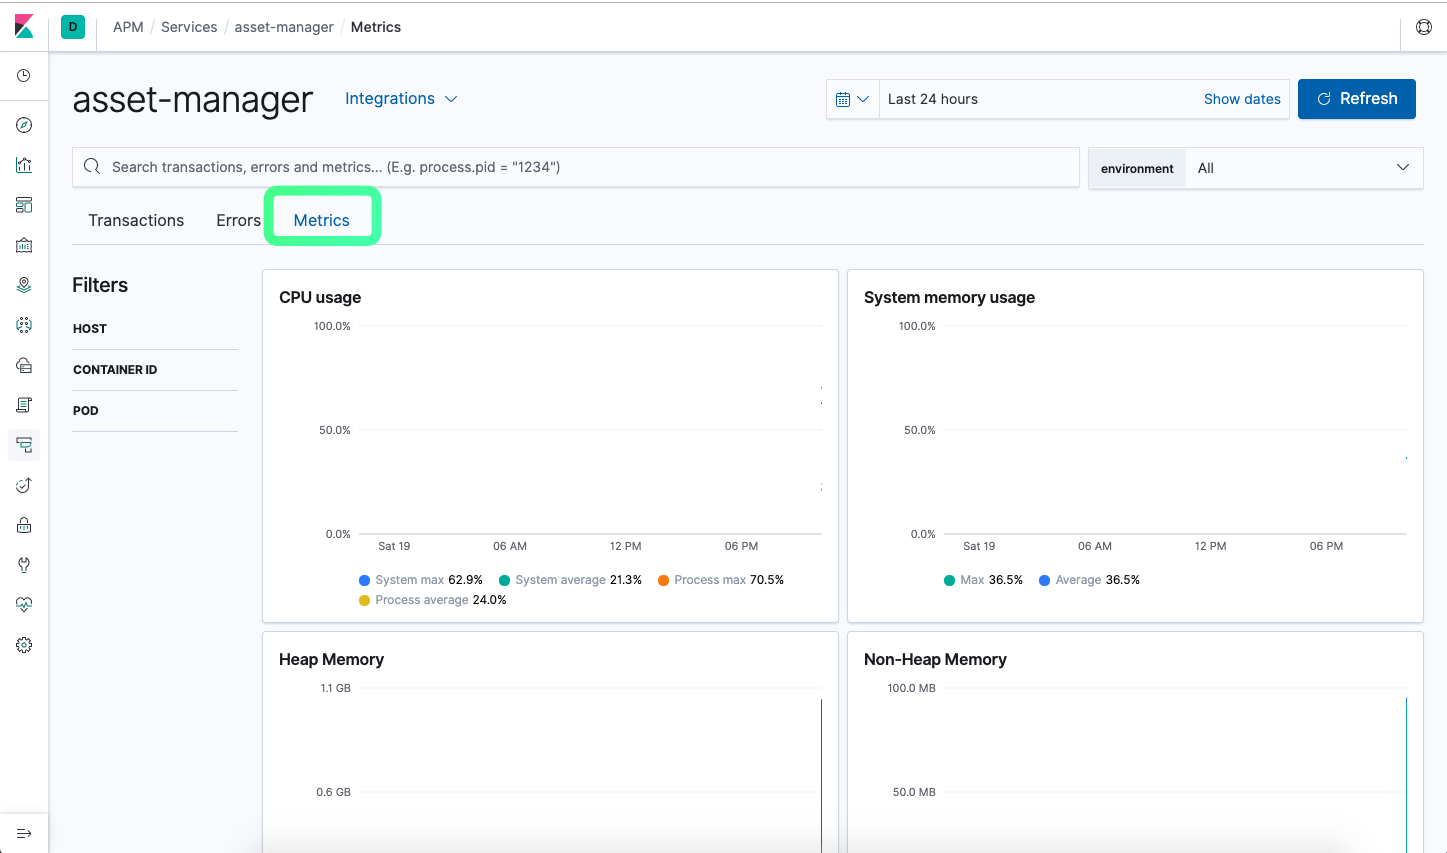 D
APM / Services / asset-manager / Metrics
asset-manager
Integrations
Last 24 hours
Show dates
Refresh
Search transactions, errors and metrics... (E.g. process.pid = "1234")
environment
All
Transactions
Errors
Metrics
Filters
HOST
CONTAINER ID
POD
CPU usage
100.0%
50.0%
0.0%
Sat 19
06 AM
12 PM
06 PM
System max 62.9%
System average 21.3%
Process max 70.5%
Process average 24.0%
System memory usage
100.0%
50.0%
0.0%
Sat 19
06 AM
12 PM
06 PM
Max 36.5%
Average 36.5%
Heap Memory
1.1 GB
0.6 GB
Non-Heap Memory
100.0 MB
50.0 MB